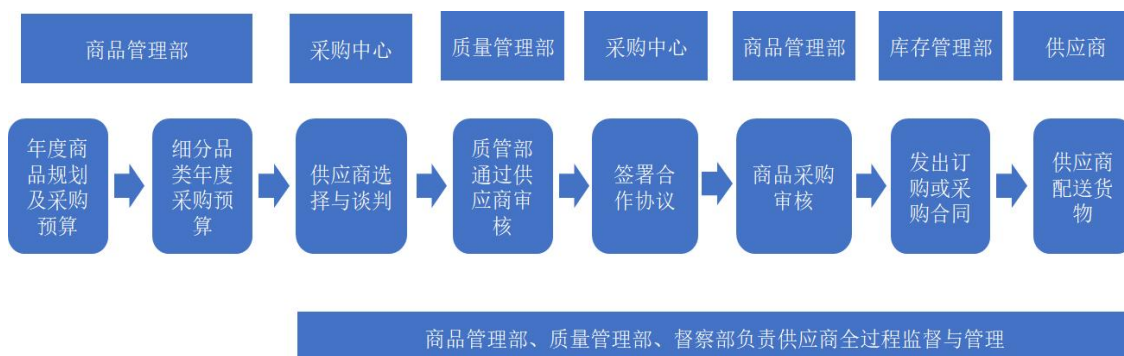 商品管理部
采购中心
质量管理部
采购中心
商品管理部
库存管理部
供应商
年度商
品规划
及采购
预算
细分品
类年度
采购预
算
供应商选
择与谈判
质管部
通过供
应商审
核
签署合
作协议
商品采购
审核
发出订
购或采
购合同
供应商
配送货
物
商品管理部、质量管理部、督察部负责供应商全过程监督与管理